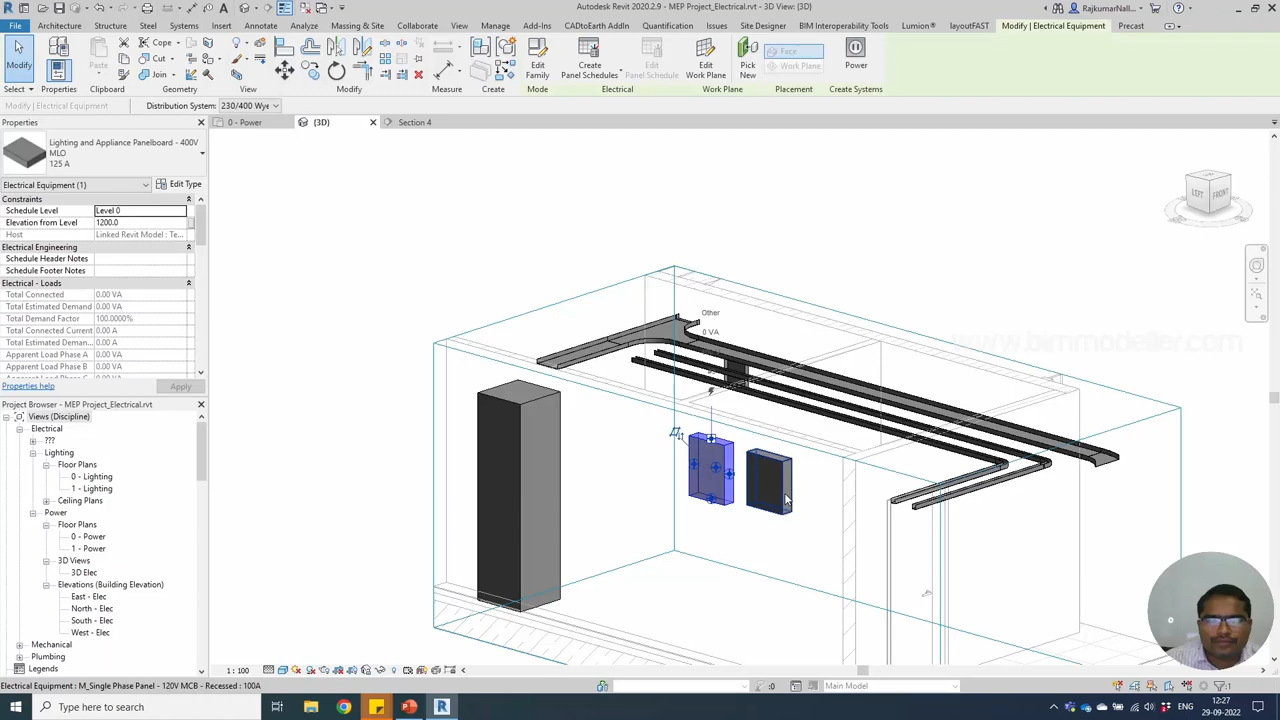 Autodesk Revit 2020.2.9 - MEP Project_Electrical.rvt - 3D View: {3D}
RajkumarNall...
File Architecture Structure Steel Systems Insert Annotate Analyze Massing & Site Collaborate View Manage Add-Ins CADtoEarth AddIn Quantification Issues Site Designer BIM Interoperability Tools Lumion® layoutFAST Modify | Electrical Equipment Precast
Modify
Paste
Cope
Cut
Join
Edit Family
Create Panel Schedules
Edit Panel Schedule
Edit Work Plane
Pick New
Face
Work Plane
Power
Select Properties Clipboard Geometry View Modify Measure Create Mode Electrical Work Plane Placement Create Systems
Modify | Electrical Equipment
Distribution System: 230/400 Wye
Properties
0 - Power
{3D}
Section 4
Lighting and Appliance Panelboard - 400V MLO
125 A
Electrical Equipment (1)
Edit Type
Constraints
Schedule Level Level 0
Elevation from Level 1200.0
Host Linked Revit Model : Te...
Electrical Engineering
Schedule Header Notes
Schedule Footer Notes
Electrical - Loads
Total Connected 0.00 VA
Total Estimated Demand 0.00 VA
Total Demand Factor 100.0000%
Total Connected Current 0.00 A
Total Estimated Demand 0.00 A
Apparent Load Phase A 0.00 VA
Apparent Load Phase B 0.00 VA
Properties help
Apply
Project Browser - MEP Project_Electrical.rvt
Views (Discipline)
Electrical
???
Lighting
Floor Plans
0 - Lighting
1 - Lighting
Ceiling Plans
Power
Floor Plans
0 - Power
1 - Power
3D Views
3D Elec
Elevations (Building Elevation)
East - Elec
North - Elec
South - Elec
West - Elec
Mechanical
Plumbing
Legends
Other
0 VA
LEFT
FRONT
www.bimmodeller.com
1 : 100
Electrical Equipment : M_Single Phase Panel : 120V MCB - Recessed : 100A
:0
Main Model
:1
Type here to search
ENG
12:27
29-09-2022